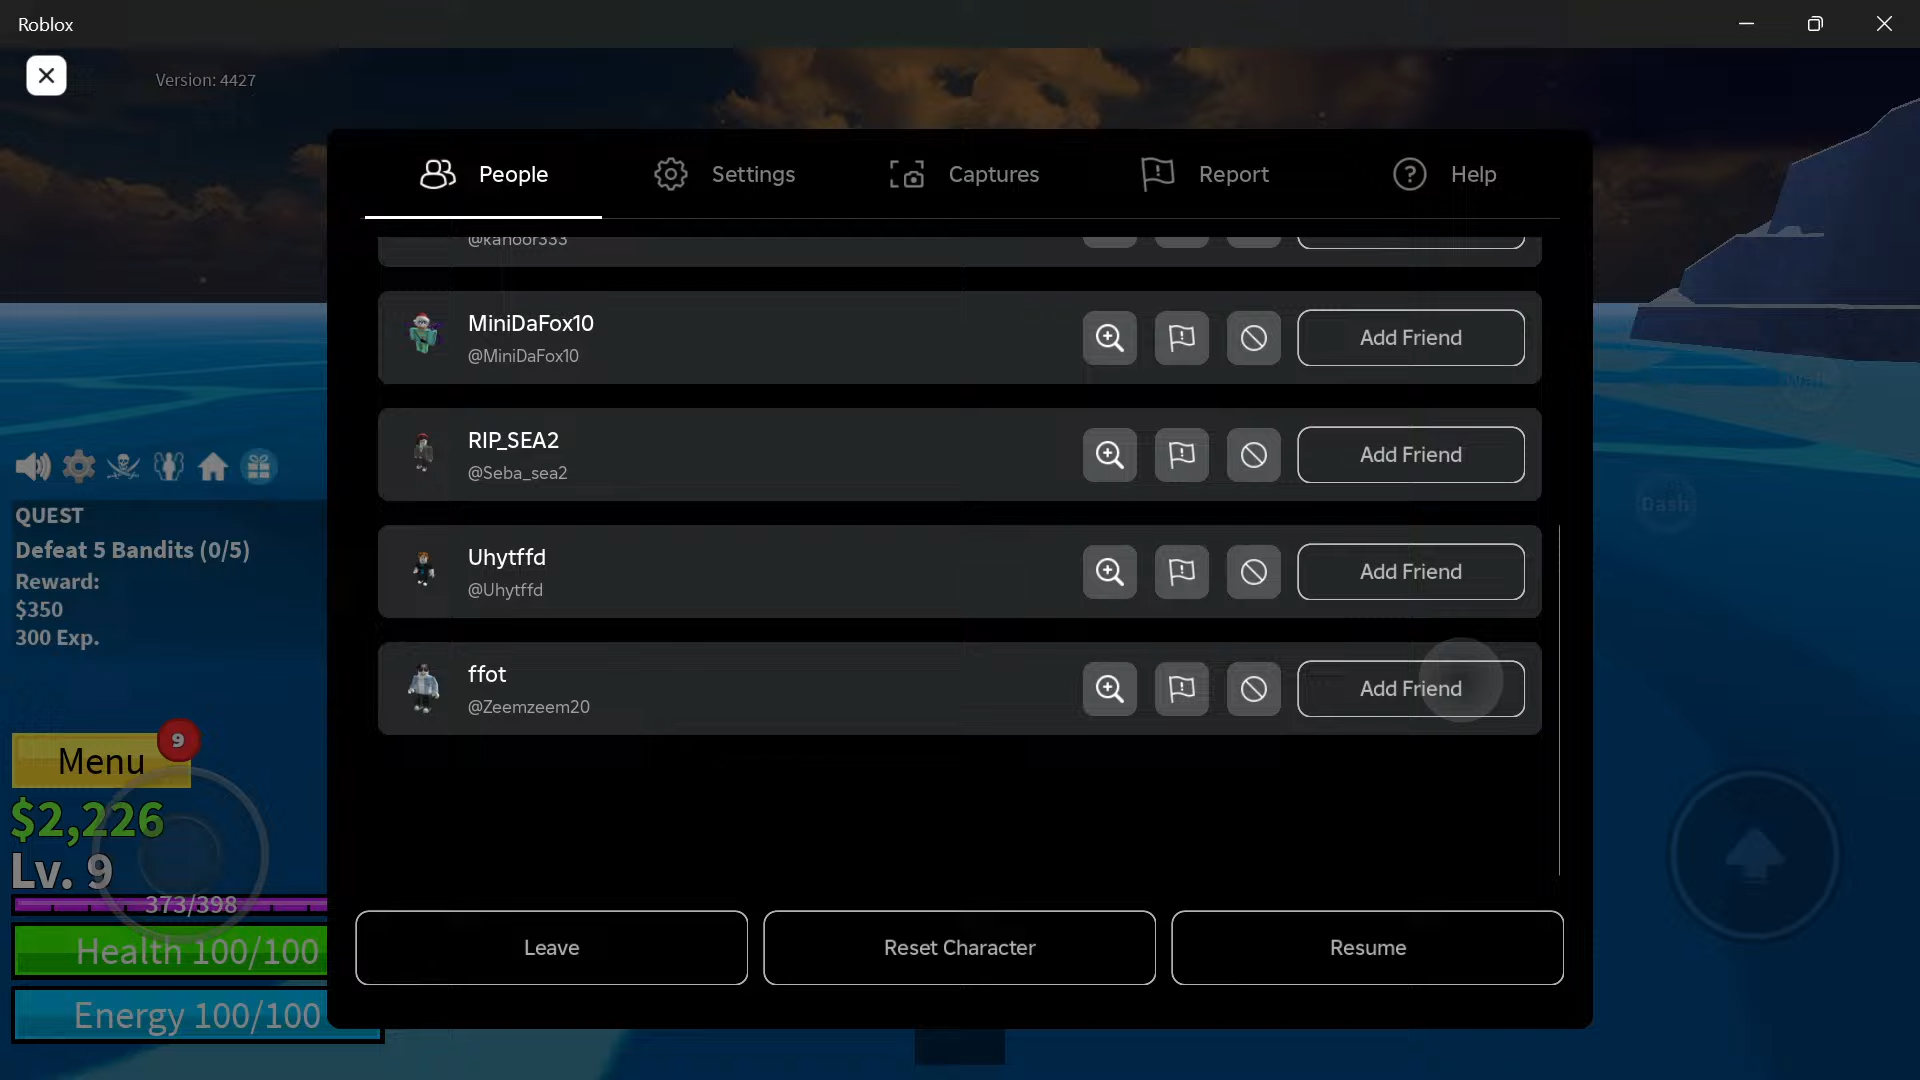 Roblox
Version: 4427
People
Settings
Captures
Report
Help
@kahoor333
MiniDaFox10
@MiniDaFox10
Add Friend
RIP_SEA2
@Seba_sea2
Add Friend
Uhytffd
@Uhytffd
Add Friend
ffot
@Zeemzeem20
Add Friend
QUEST
Defeat 5 Bandits (0/5)
Reward:
$350
300 Exp.
Dash
9
Menu
$2,226
Lv. 9
373/398
Health 100/100
Energy 100/100
Leave
Reset Character
Resume